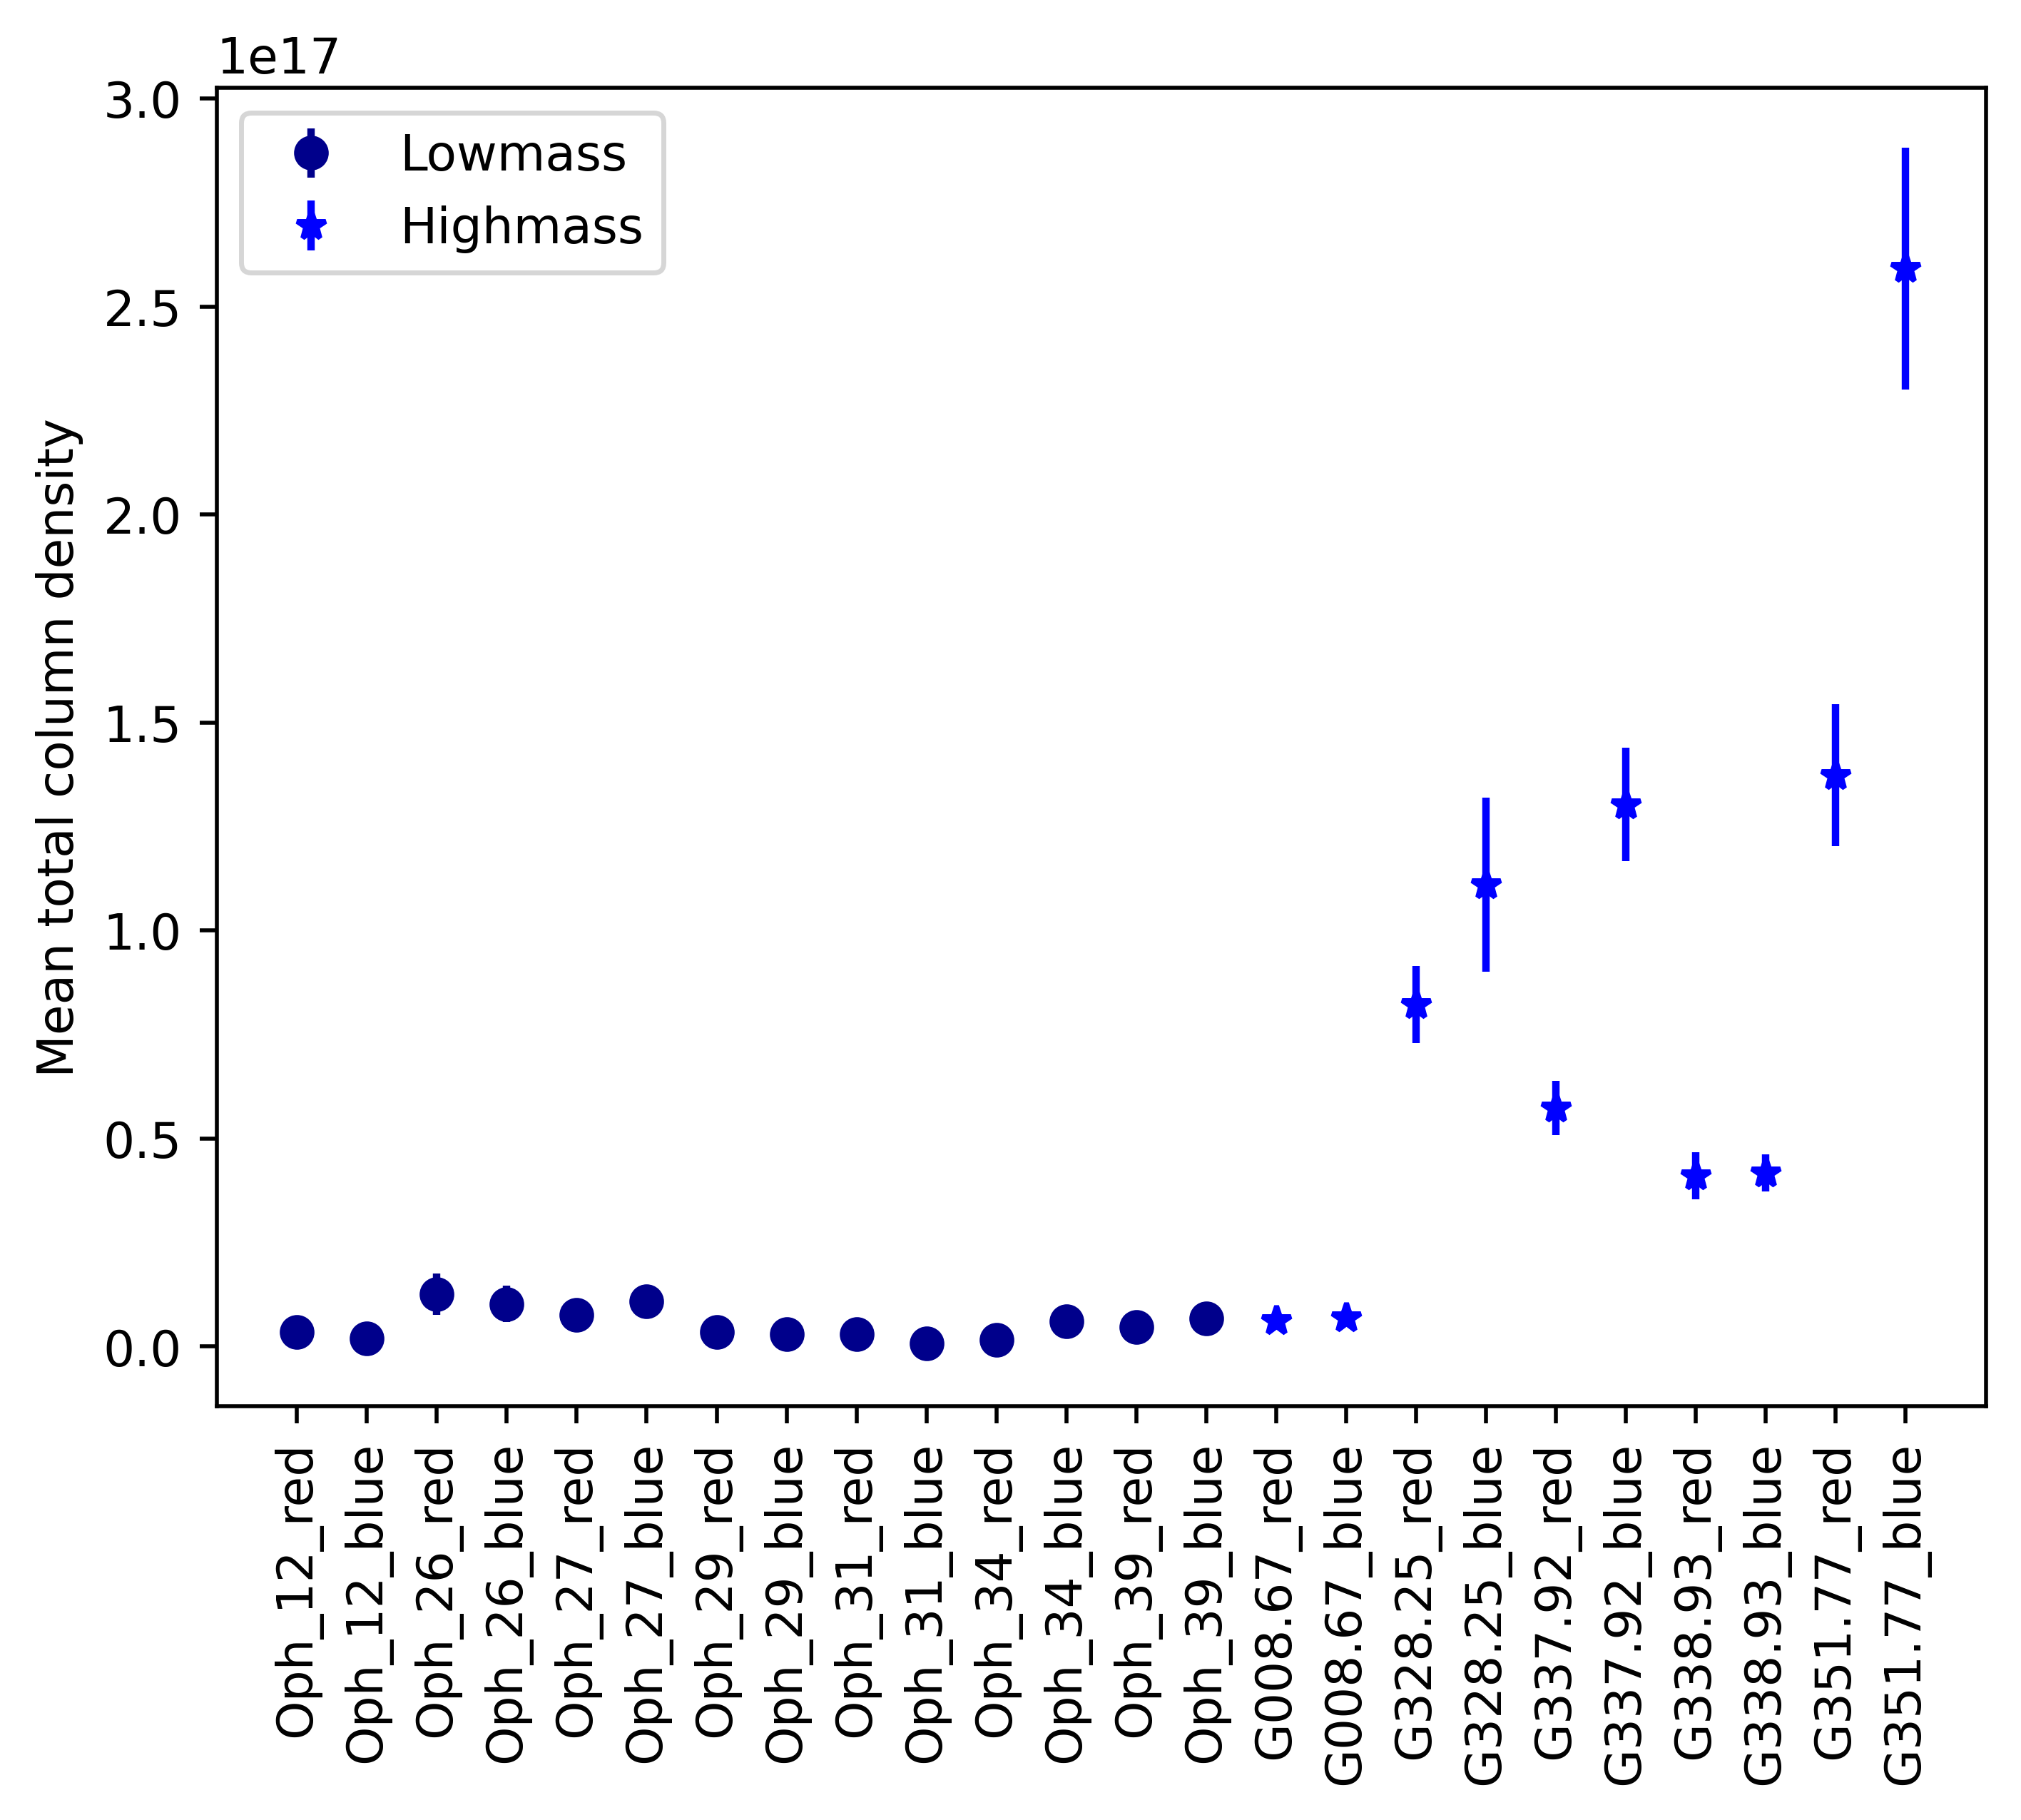 1e17
3.0
2.5
2.0
1.5
1.0
0.5
0.0
Mean total column density
Lowmass
Highmass
Oph_12_red
Oph_12_blue
Oph_26_red
Oph_26_blue
Oph_27_red
Oph_27_blue
Oph_29_red
Oph_29_blue
Oph_31_red
Oph_31_blue
Oph_34_red
Oph_34_blue
Oph_39_red
Oph_39_blue
G008.67_red
G008.67_blue
G328.25_red
G328.25_blue
G337.92_red
G337.92_blue
G338.93_red
G338.93_blue
G351.77_red
G351.77_blue